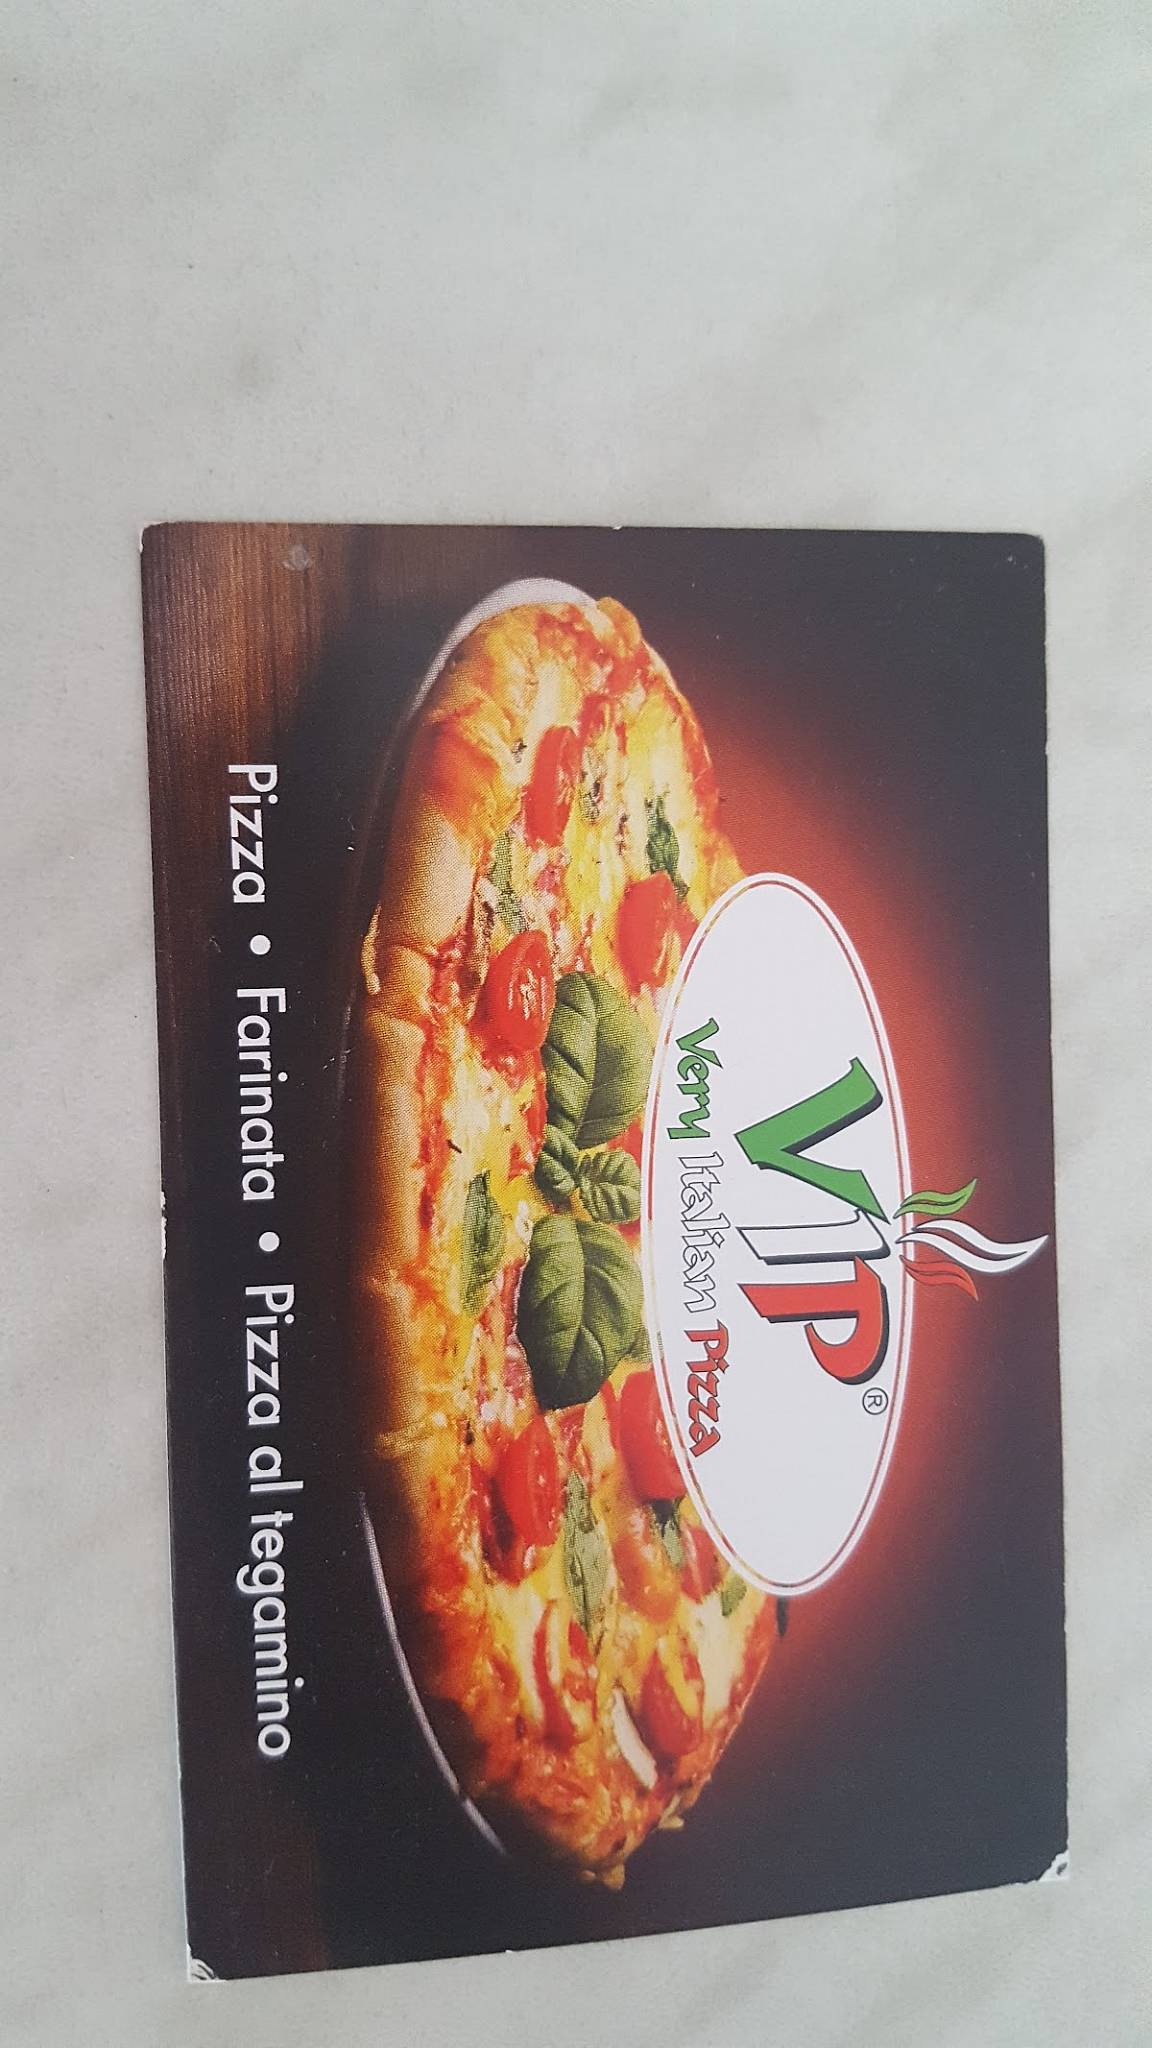 VIP®
Very Italian Pizza
Pizza • Farinata • Pizza al tegamino